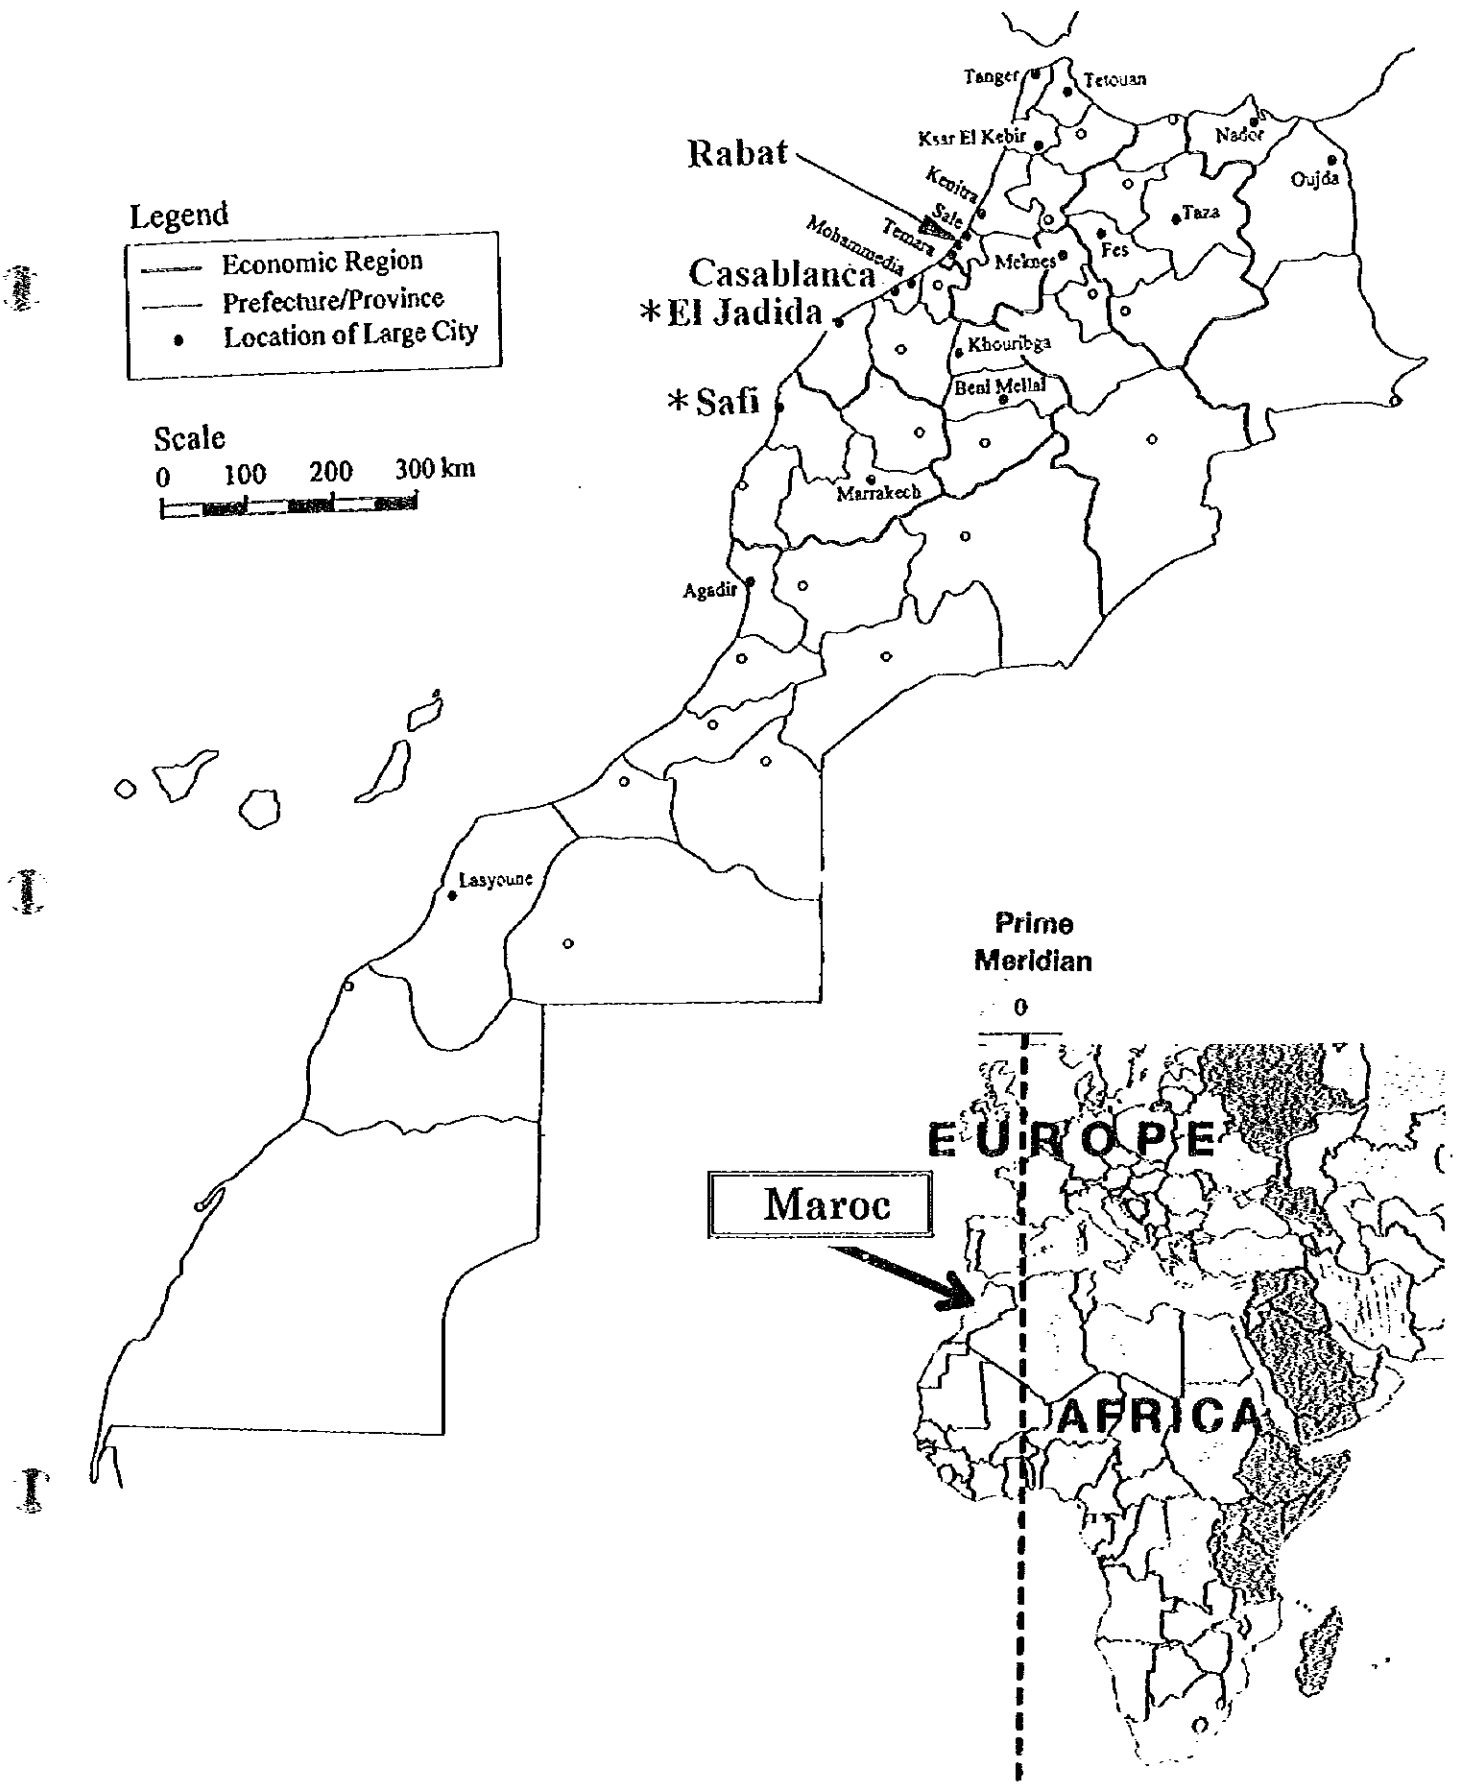 Tanger
Tetouan
Ksar El Kebir
Nador
Rabat
Oujda
Kenitra
Sale
Taza
Temara
Fes
Mohammedia
Meknes
Casablanca
*El Jadida
Khouribga
Beni Mellal
*Safi
Marrakech
Agadir
Lasyoune
Legend
Economic Region
Prefecture/Province
Location of Large City
Scale
0 100 200 300 km
Prime
Meridian
0
EUROPE
Maroc
AFRICA